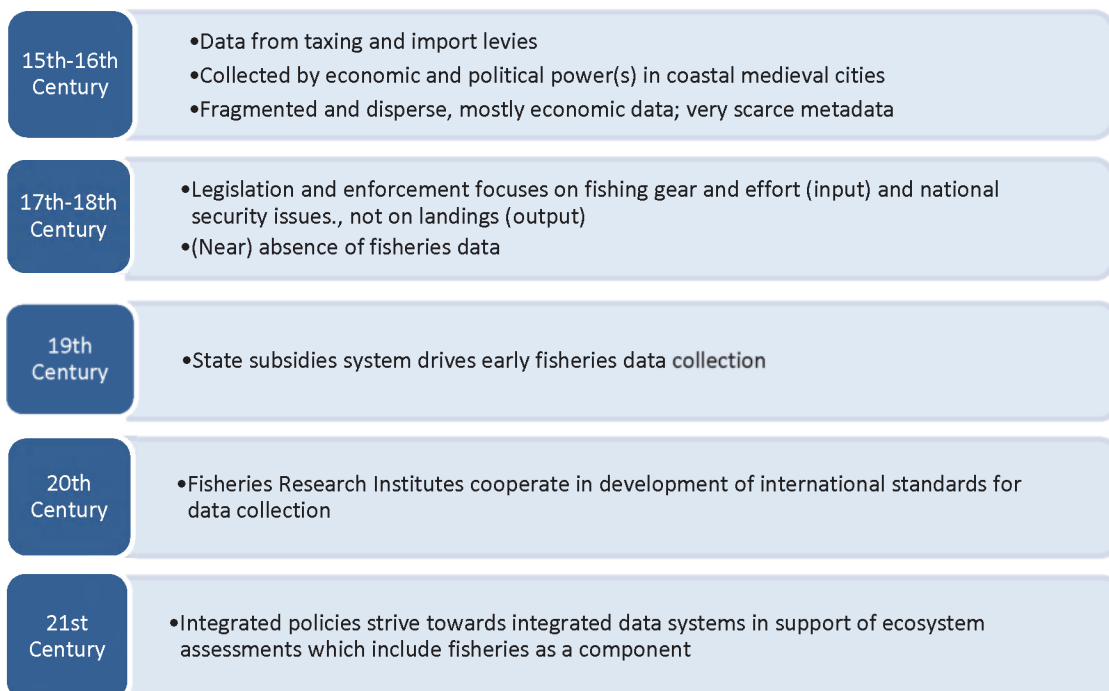 15th-16th
Century
•Data from taxing and import levies
•Collected by economic and political power(s) in coastal medieval cities
•Fragmented and disperse, mostly economic data; very scarce metadata
17th-18th
Century
•Legislation and enforcement focuses on fishing gear and effort (input) and national
security issues., not on landings (output)
•(Near) absence of fisheries data
19th
Century
•State subsidies system drives early fisheries data collection
20th
Century
•Fisheries Research Institutes cooperate in development of international standards for
data collection
21st
Century
•Integrated policies strive towards integrated data systems in support of ecosystem
assessments which include fisheries as a component